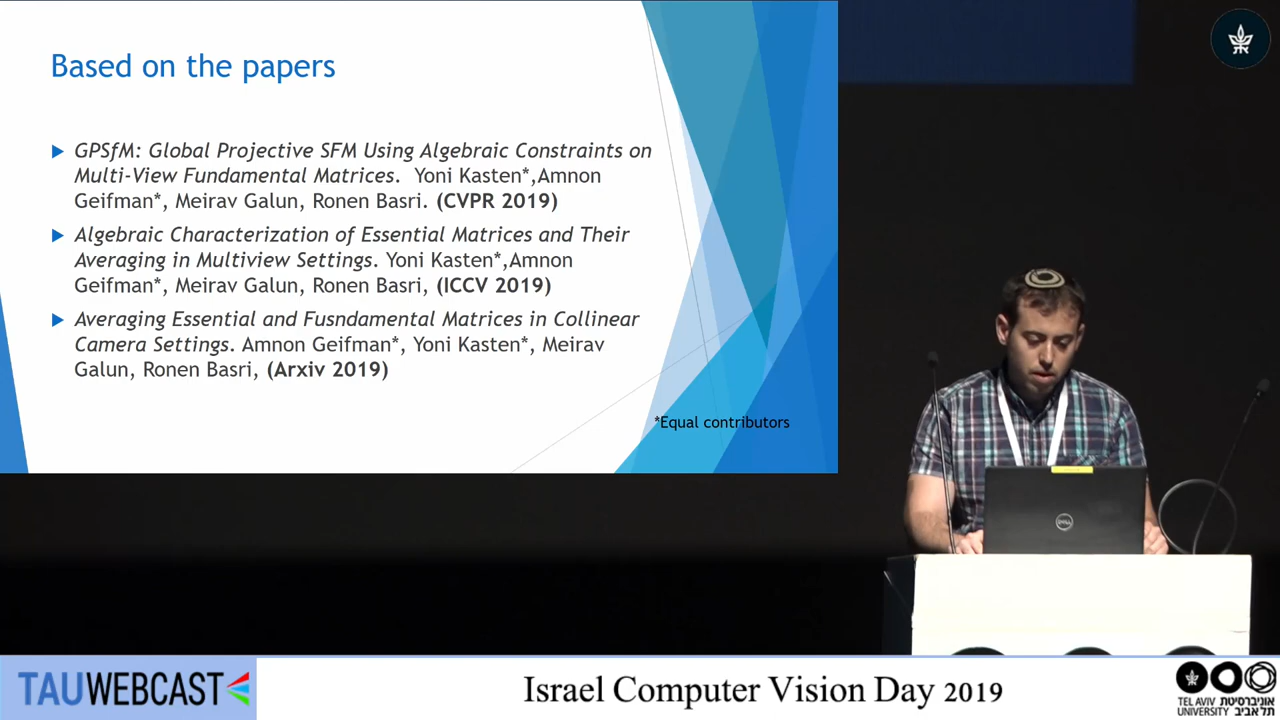 Based on the papers
GPSfM: Global Projective SFM Using Algebraic Constraints on
Multi-View Fundamental Matrices. Yoni Kasten*,Amnon
Geifman*, Meirav Galun, Ronen Basri. (CVPR 2019)
Algebraic Characterization of Essential Matrices and Their
Averaging in Multiview Settings. Yoni Kasten*,Amnon
Geifman*, Meirav Galun, Ronen Basri, (ICCV 2019)
Averaging Essential and Fusndamental Matrices in Collinear
Camera Settings. Amnon Geifman*, Yoni Kasten*, Meirav
Galun, Ronen Basri, (Arxiv 2019)
*Equal contributors
DELL
TAUWEBCAST
Israel Computer Vision Day 2019
TEL AVIV אוניברסיטת
UNIVERSITY תל אביב